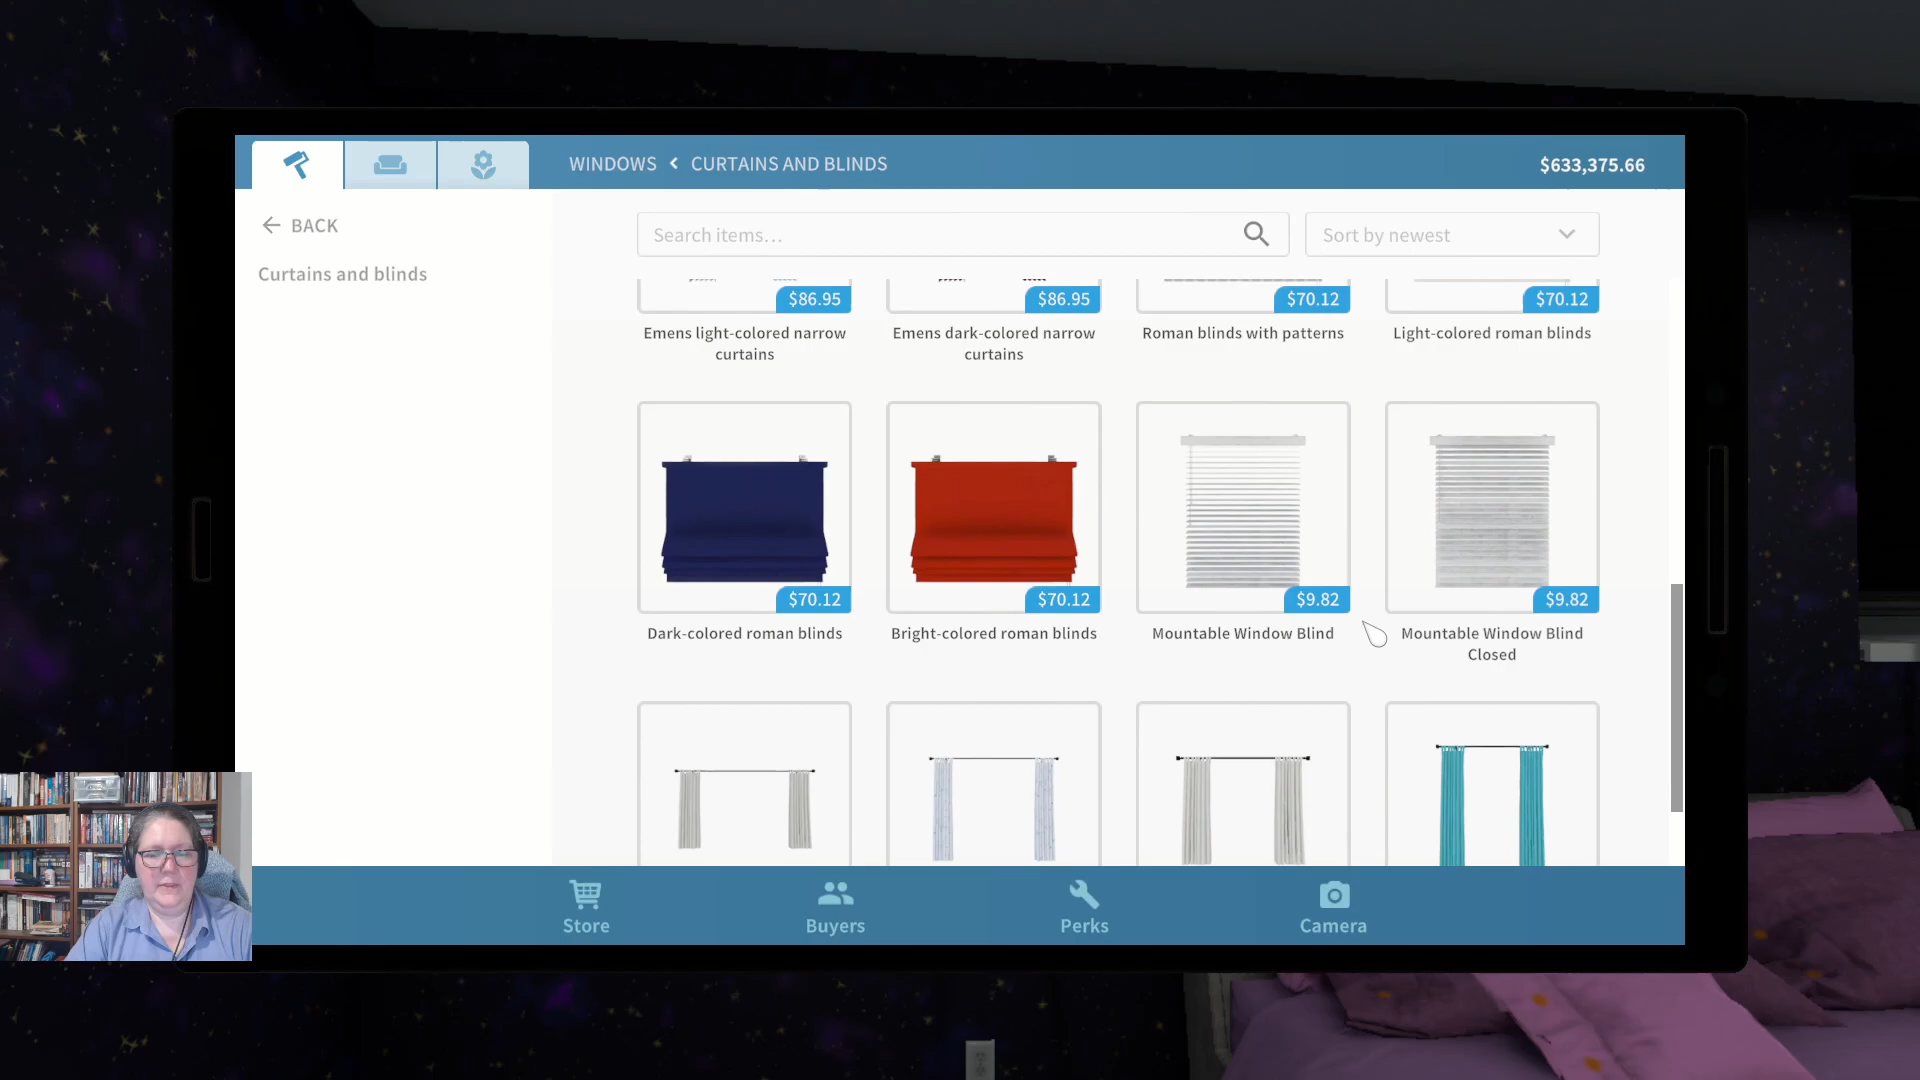 WINDOWS < CURTAINS AND BLINDS
$633,375.66
BACK
Search items...
Sort by newest
Curtains and blinds
$86.95
$86.95
$70.12
$70.12
Emens light-colored narrow
curtains
Emens dark-colored narrow
curtains
Roman blinds with patterns
Light-colored roman blinds
$70.12
$70.12
$9.82
$9.82
Dark-colored roman blinds
Bright-colored roman blinds
Mountable Window Blind
Mountable Window Blind
Closed
Store
Buyers
Perks
Camera